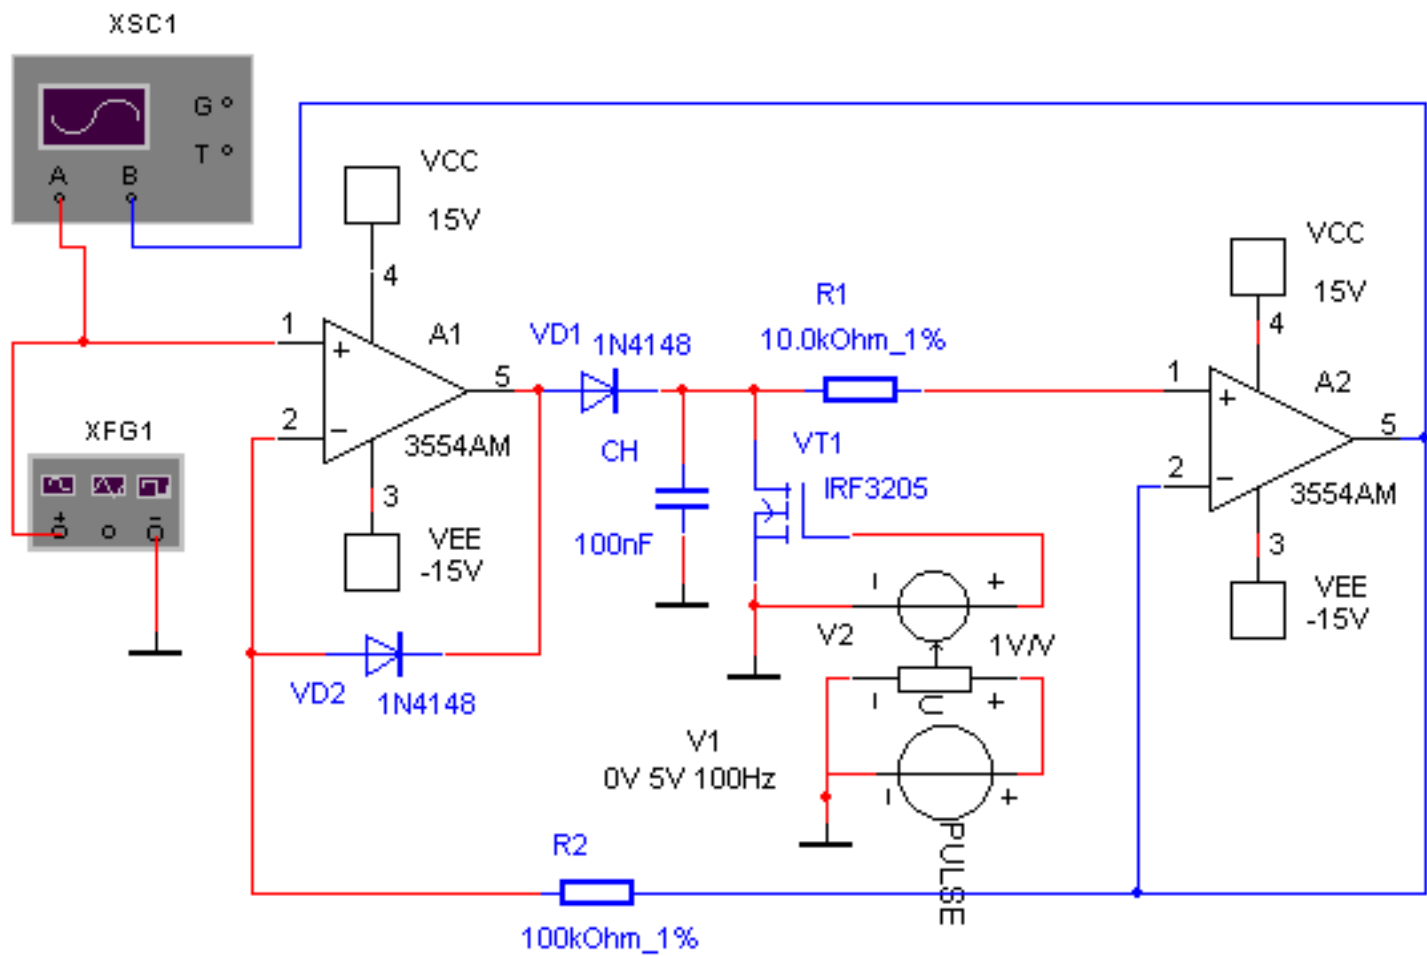 XSC1
G
T
A B
VCC
15V
4
1
A1
VD1 1N4148
5
2
3554AM
3
VEE
-15V
XFG1
+ -
VD2
1N4148
CH
100nF
R1
10.0kOhm_1%
VT1
IRF3205
VCC
15V
4
1
A2
5
2
3554AM
3
VEE
-15V
V2
1V/V
U
V1
0V 5V 100Hz
PULSE
R2
100kOhm_1%